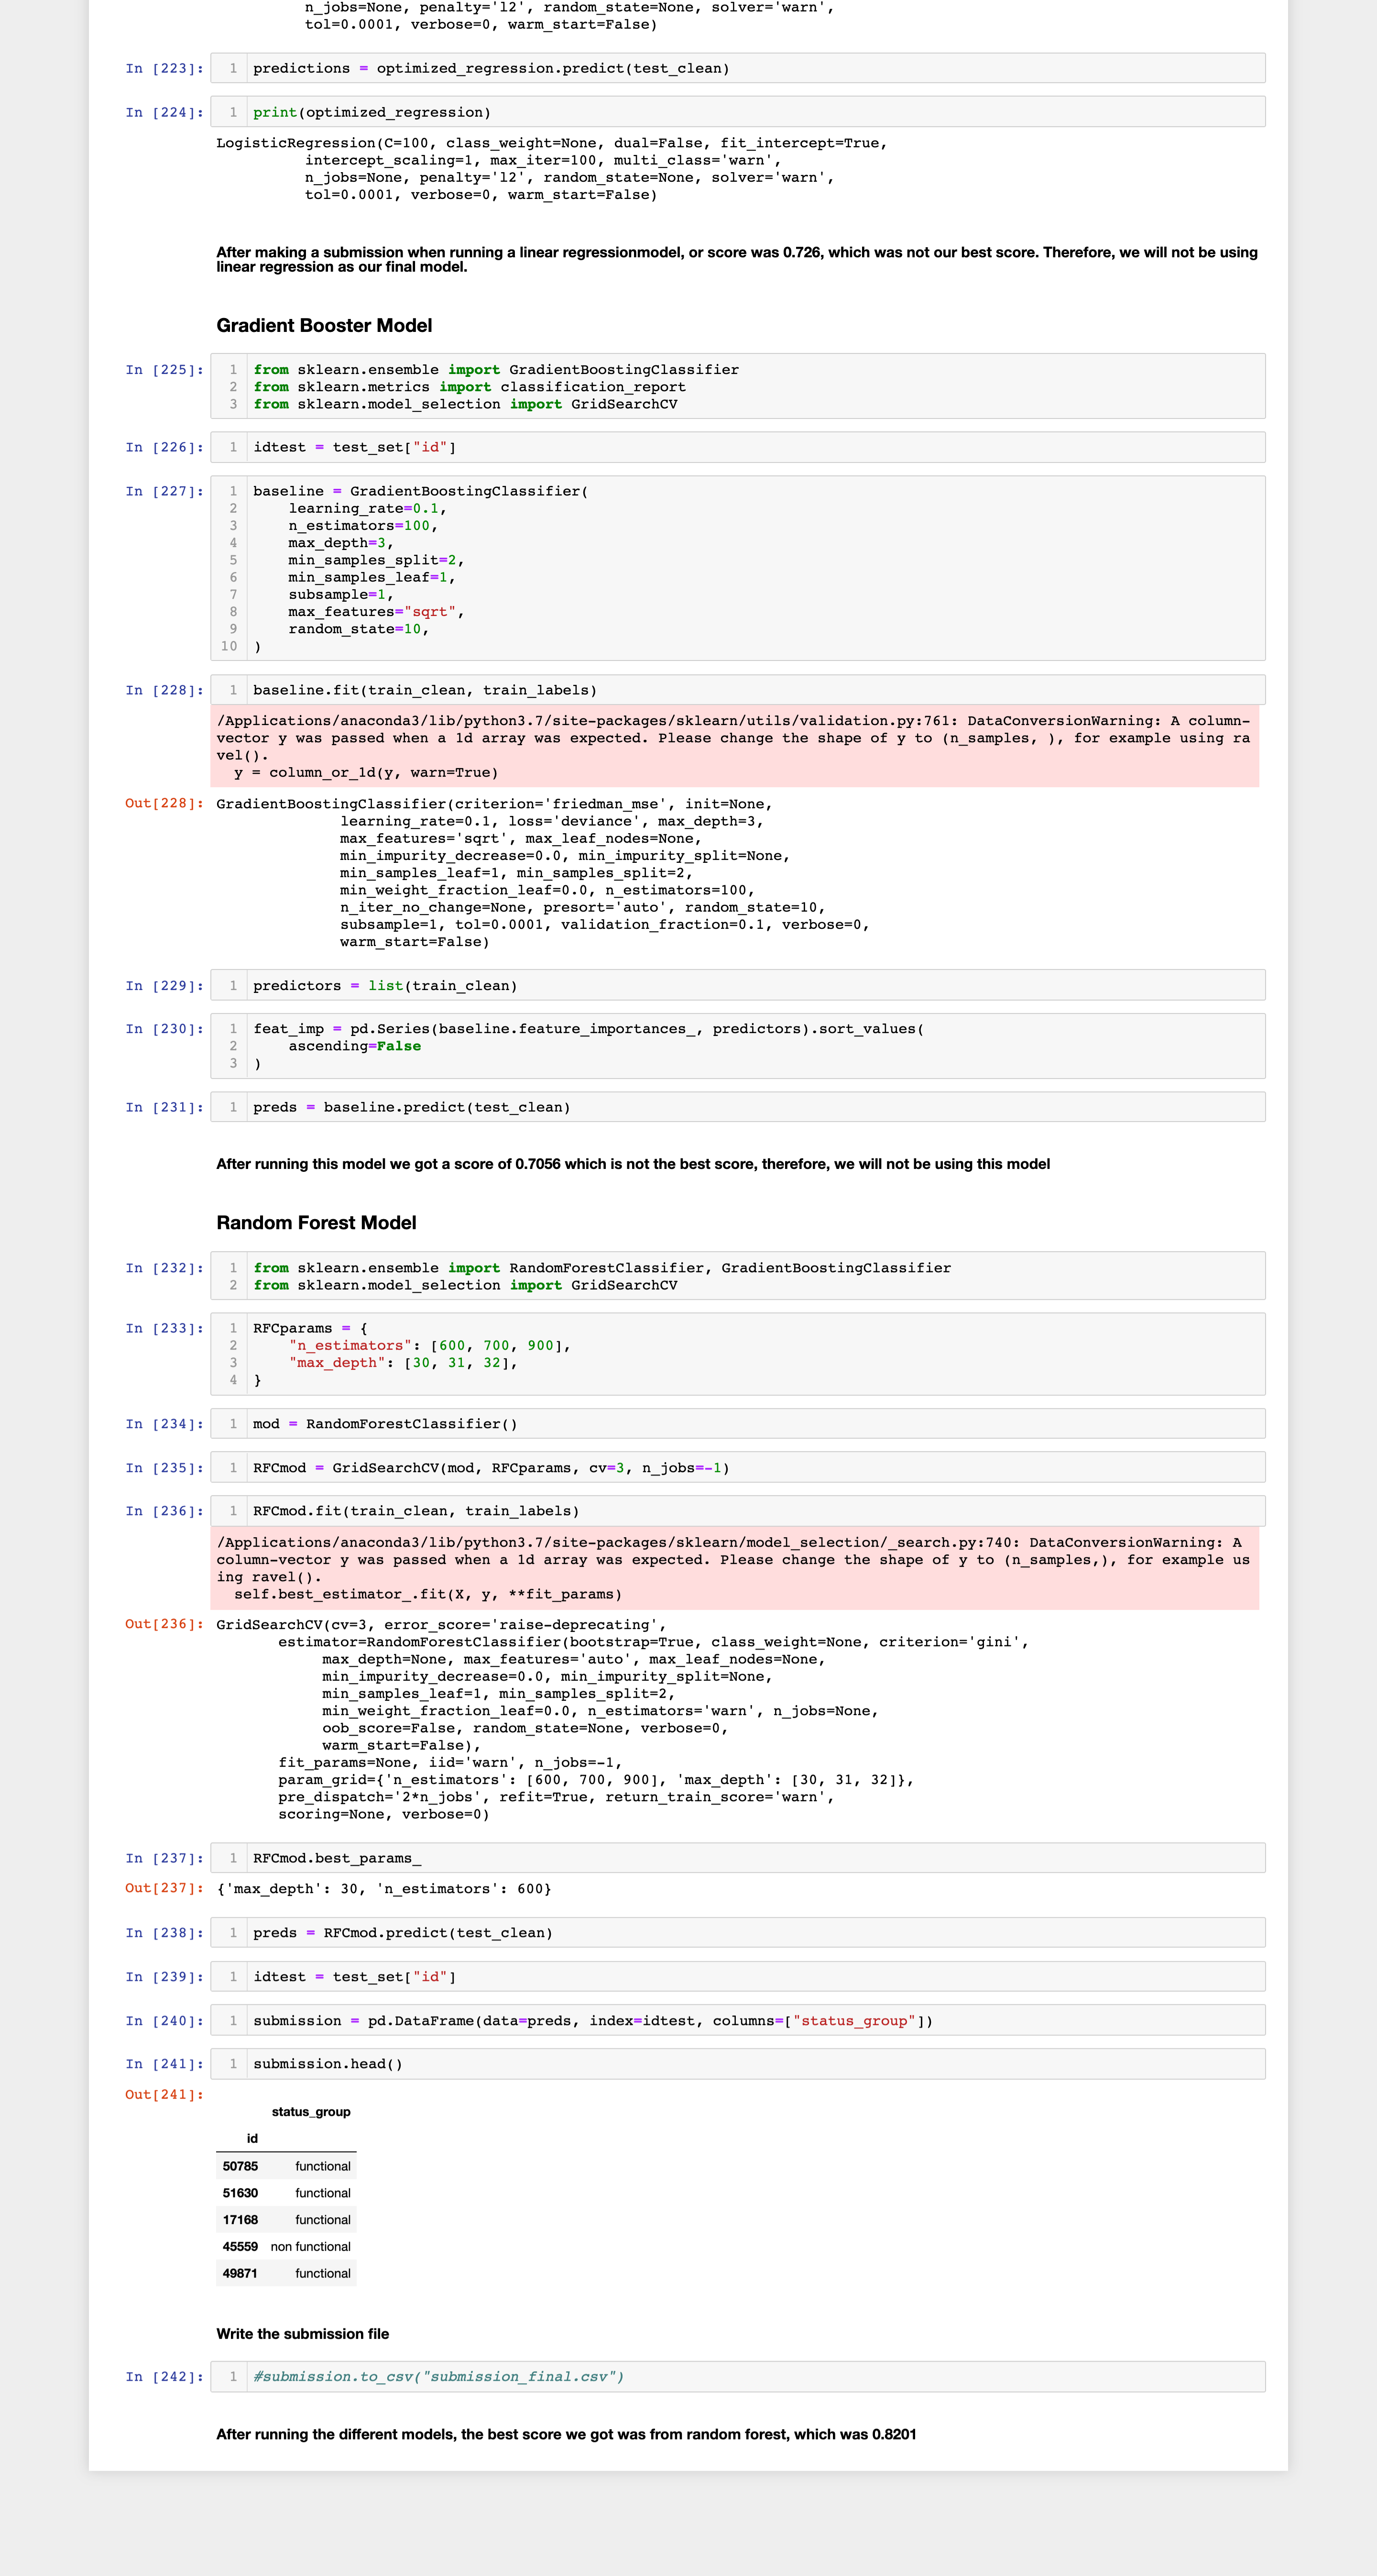 n_jobs=None, penalty='l2', random_state=None, solver='warn',
tol=0.0001, verbose=0, warm_start=False)
In [223]: 1 predictions = optimized_regression.predict(test_clean)
In [224]: 1 print(optimized_regression)
LogisticRegression(C=100, class_weight=None, dual=False, fit_intercept=True,
intercept_scaling=1, max_iter=100, multi_class='warn',
n_jobs=None, penalty='l2', random_state=None, solver='warn',
tol=0.0001, verbose=0, warm_start=False)
After making a submission when running a linear regressionmodel, or score was 0.726, which was not our best score. Therefore, we will not be using
linear regression as our final model.
Gradient Booster Model
In [225]: 1 from sklearn.ensemble import GradientBoostingClassifier
2 from sklearn.metrics import classification_report
3 from sklearn.model_selection import GridSearchCV
In [226]: 1 idtest = test_set["id"]
In [227]: 1 baseline = GradientBoostingClassifier(
2 learning_rate=0.1,
3 n_estimators=100,
4 max_depth=3,
5 min_samples_split=2,
6 min_samples_leaf=1,
7 subsample=1,
8 max_features="sqrt",
9 random_state=10,
10 )
In [228]: 1 baseline.fit(train_clean, train_labels)
/Applications/anaconda3/lib/python3.7/site-packages/sklearn/utils/validation.py:761: DataConversionWarning: A column-
vector y was passed when a 1d array was expected. Please change the shape of y to (n_samples, ), for example using ra
vel().
y = column_or_1d(y, warn=True)
Out[228]: GradientBoostingClassifier(criterion='friedman_mse', init=None,
learning_rate=0.1, loss='deviance', max_depth=3,
max_features='sqrt', max_leaf_nodes=None,
min_impurity_decrease=0.0, min_impurity_split=None,
min_samples_leaf=1, min_samples_split=2,
min_weight_fraction_leaf=0.0, n_estimators=100,
n_iter_no_change=None, presort='auto', random_state=10,
subsample=1, tol=0.0001, validation_fraction=0.1, verbose=0,
warm_start=False)
In [229]: 1 predictors = list(train_clean)
In [230]: 1 feat_imp = pd.Series(baseline.feature_importances_, predictors).sort_values(
2 ascending=False
3 )
In [231]: 1 preds = baseline.predict(test_clean)
After running this model we got a score of 0.7056 which is not the best score, therefore, we will not be using this model
Random Forest Model
In [232]: 1 from sklearn.ensemble import RandomForestClassifier, GradientBoostingClassifier
2 from sklearn.model_selection import GridSearchCV
In [233]: 1 RFCparams = {
2 "n_estimators": [600, 700, 900],
3 "max_depth": [30, 31, 32],
4 }
In [234]: 1 mod = RandomForestClassifier()
In [235]: 1 RFCmod = GridSearchCV(mod, RFCparams, cv=3, n_jobs=-1)
In [236]: 1 RFCmod.fit(train_clean, train_labels)
/Applications/anaconda3/lib/python3.7/site-packages/sklearn/model_selection/_search.py:740: DataConversionWarning: A
column-vector y was passed when a 1d array was expected. Please change the shape of y to (n_samples,), for example us
ing ravel().
self.best_estimator_.fit(X, y, **fit_params)
Out[236]: GridSearchCV(cv=3, error_score='raise-deprecating',
estimator=RandomForestClassifier(bootstrap=True, class_weight=None, criterion='gini',
max_depth=None, max_features='auto', max_leaf_nodes=None,
min_impurity_decrease=0.0, min_impurity_split=None,
min_samples_leaf=1, min_samples_split=2,
min_weight_fraction_leaf=0.0, n_estimators='warn', n_jobs=None,
oob_score=False, random_state=None, verbose=0,
warm_start=False),
fit_params=None, iid='warn', n_jobs=-1,
param_grid={'n_estimators': [600, 700, 900], 'max_depth': [30, 31, 32]},
pre_dispatch='2*n_jobs', refit=True, return_train_score='warn',
scoring=None, verbose=0)
In [237]: 1 RFCmod.best_params_
Out[237]: {'max_depth': 30, 'n_estimators': 600}
In [238]: 1 preds = RFCmod.predict(test_clean)
In [239]: 1 idtest = test_set["id"]
In [240]: 1 submission = pd.DataFrame(data=preds, index=idtest, columns=["status_group"])
In [241]: 1 submission.head()
Out[241]:
status_group
id
50785 functional
51630 functional
17168 functional
45559 non functional
49871 functional
Write the submission file
In [242]: 1 #submission.to_csv("submission_final.csv")
After running the different models, the best score we got was from random forest, which was 0.8201